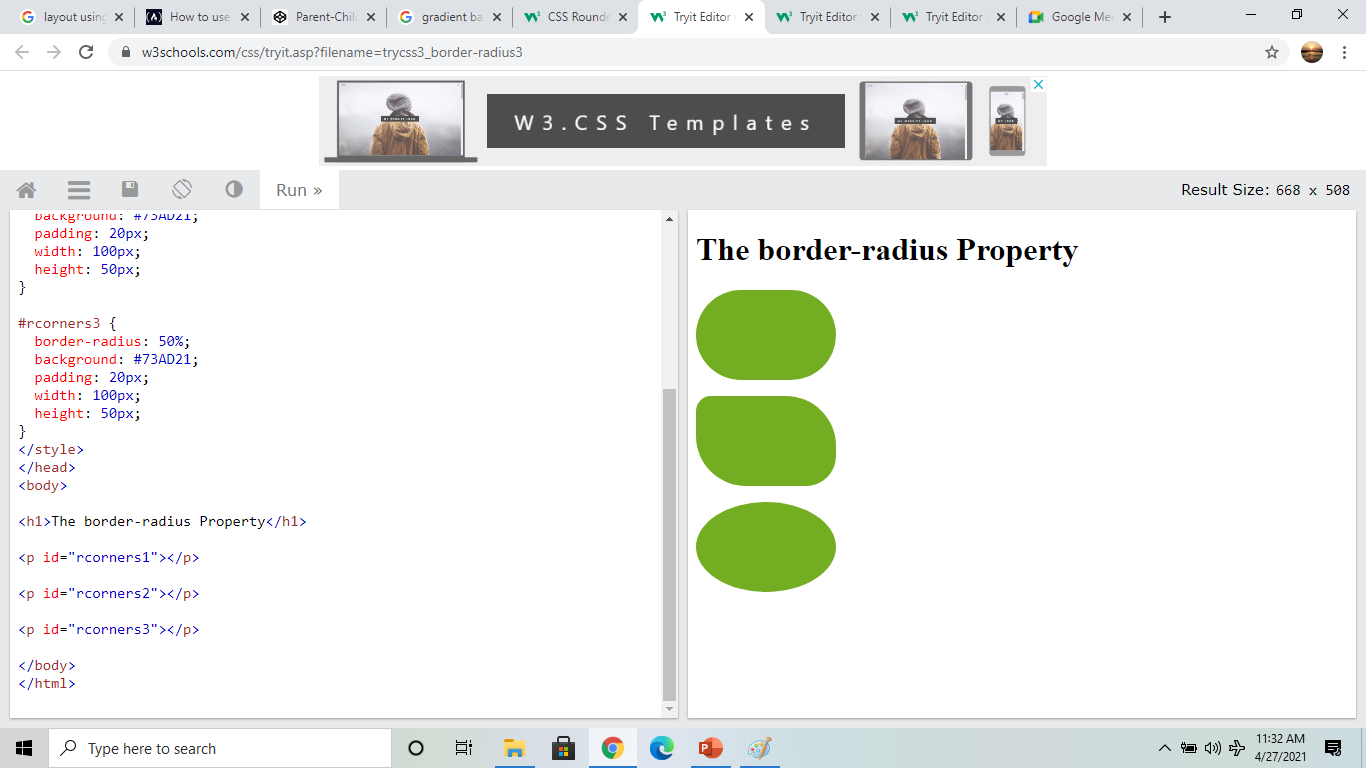 layout using
How to use
Parent-Chil
gradient ba
CSS Rounde
Tryit Editor
Tryit Editor
Tryit Editor
Google Me
w3schools.com/css/tryit.asp?filename=trycss3_border-radius3
W3.CSS Templates
Run »
Result Size: 668 x 508
background: #73AD21;
padding: 20px;
width: 100px;
height: 50px;
}
#rcorners3 {
border-radius: 50%;
background: #73AD21;
padding: 20px;
width: 100px;
height: 50px;
}
</style>
</head>
<body>
<h1>The border-radius Property</h1>
<p id="rcorners1"></p>
<p id="rcorners2"></p>
<p id="rcorners3"></p>
</body>
</html>
The border-radius Property
Type here to search
11:32 AM
4/27/2021